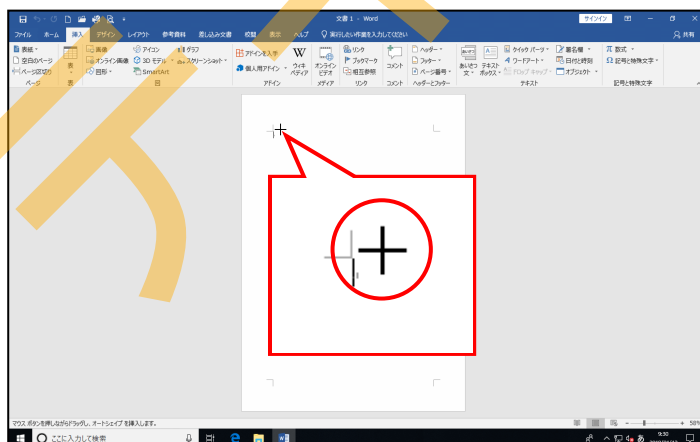 文書 1 - Word
サインイン
ファイル ホーム 挿入 デザイン レイアウト 参考資料 差し込み文書 校閲 表示 ヘルプ 実行したい作業を入力してください 共有
表紙 画像 アイコン グラフ アドインを入手 リンク コメント ヘッダー クイック パーツ 署名欄 数式
空白のページ 表 オンライン画像 3D モデル スクリーンショット 個人用アドイン ウィキペディア オンラインビデオ ブックマーク フッター あいさつ文 テキストボックス ワードアート 日付と時刻 記号と特殊文字
ページ区切り 図形 SmartArt 相互参照 ページ番号 ドロップ キャップ オブジェクト
ページ 表 図 アドイン メディア リンク コメント ヘッダーとフッター テキスト 記号と特殊文字
マウス ボタンを押しながらドラッグし、オートシェイプを挿入します。
ここに入力して検索
あ
9:30